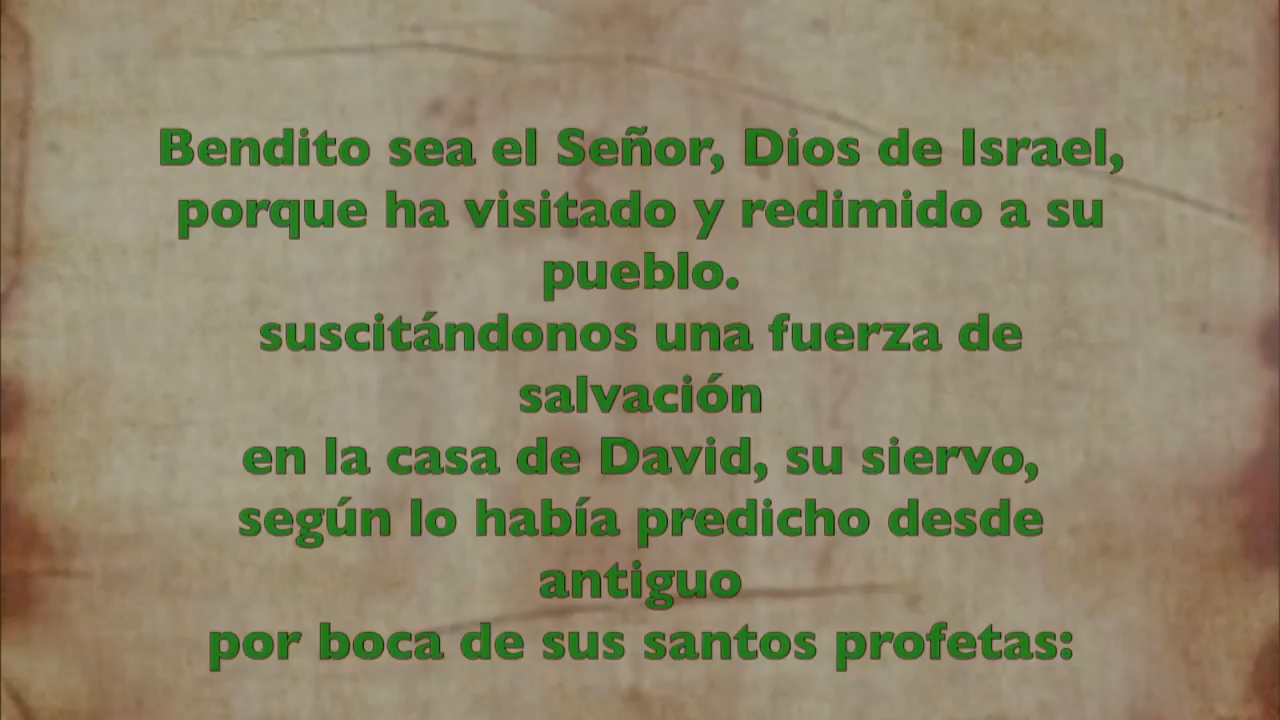 Bendito sea el Señor, Dios de Israel,
porque ha visitado y redimido a su
pueblo.
suscitándonos una fuerza de
salvación
en la casa de David, su siervo,
según lo había predicho desde
antiguo
por boca de sus santos profetas: